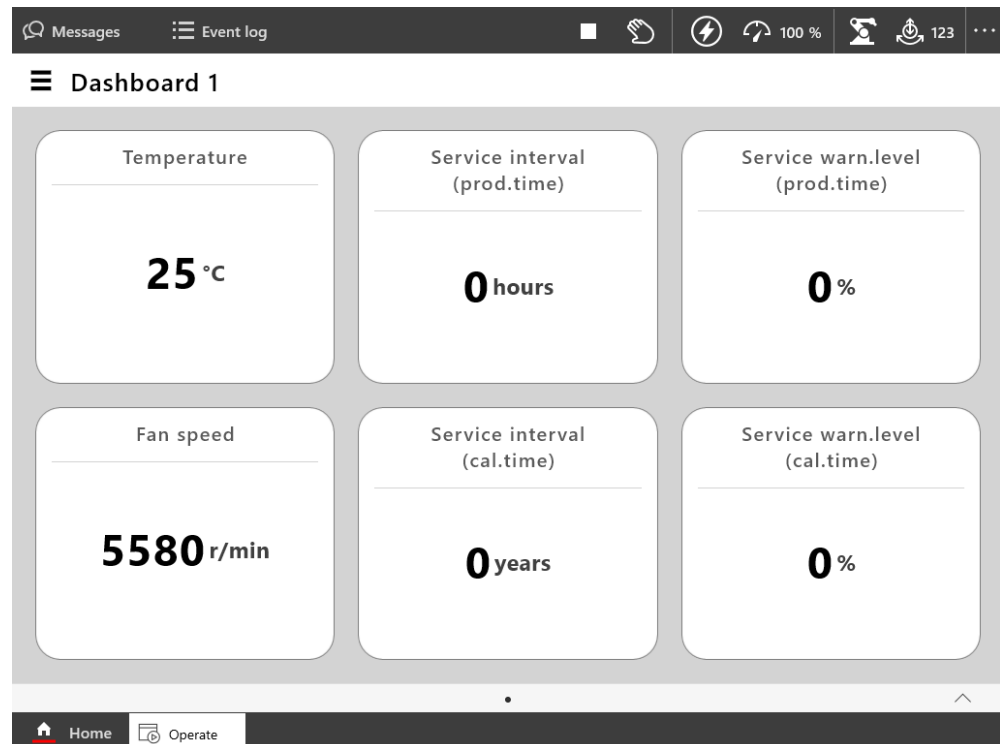 Messages
Event log
100 %
123
Dashboard 1
Temperature
25 °C
Service interval
(prod.time)
0 hours
Service warn.level
(prod.time)
0 %
Fan speed
5580 r/min
Service interval
(cal.time)
0 years
Service warn.level
(cal.time)
0 %
Home
Operate